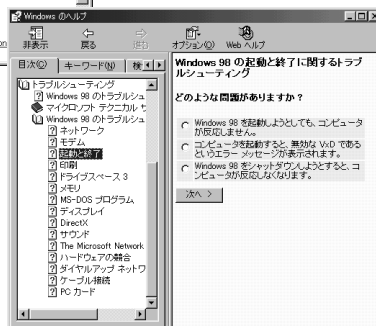 Windows のヘルプ
非表示
戻る
進む
オプション(O)
Web ヘルプ
目次(C)
キーワード(N)
検
トラブルシューティング
Windows 98 のトラブルシュ
マイクロソフト テクニカル サ
Windows 98 のトラブルシュ
ネットワーク
モデム
起動と終了
印刷
ドライブスペース 3
メモリ
MS-DOS プログラム
ディスプレイ
DirectX
サウンド
The Microsoft Network
ハードウェアの競合
ダイヤルアップ ネットワ
ケーブル接続
PC カード
Windows 98 の起動と終了に関するトラブ
ルシューティング
どのような問題がありますか？
Windows 98 を起動しようとしても、コンピュータ
が反応しません。
コンピュータを起動すると、無効な VxD である
というエラー メッセージが表示されます。
Windows 98 をシャットダウンしようとすると、コ
ンピュータが反応しなくなります。
次へ >